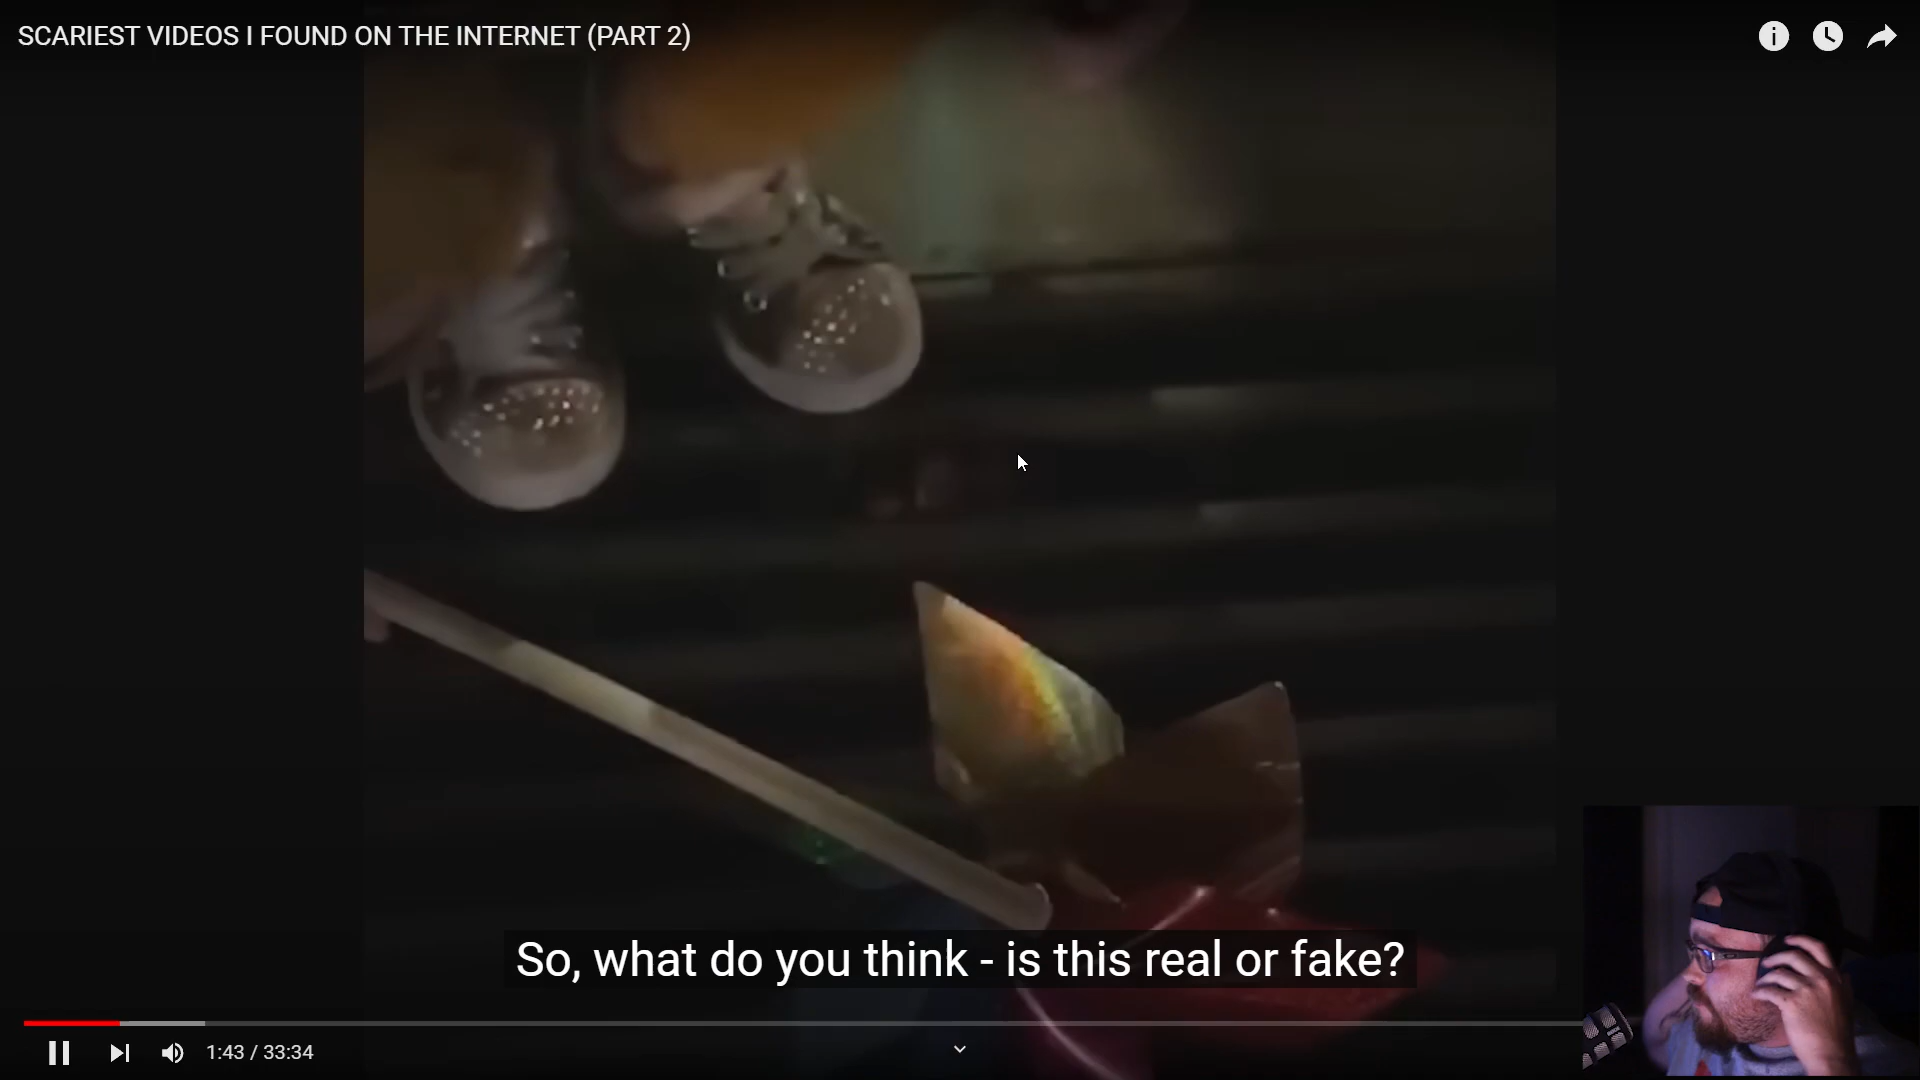 SCARIEST VIDEOS I FOUND ON THE INTERNET (PART 2)
So, what do you think - is this real or fake?
1:43 / 33:34